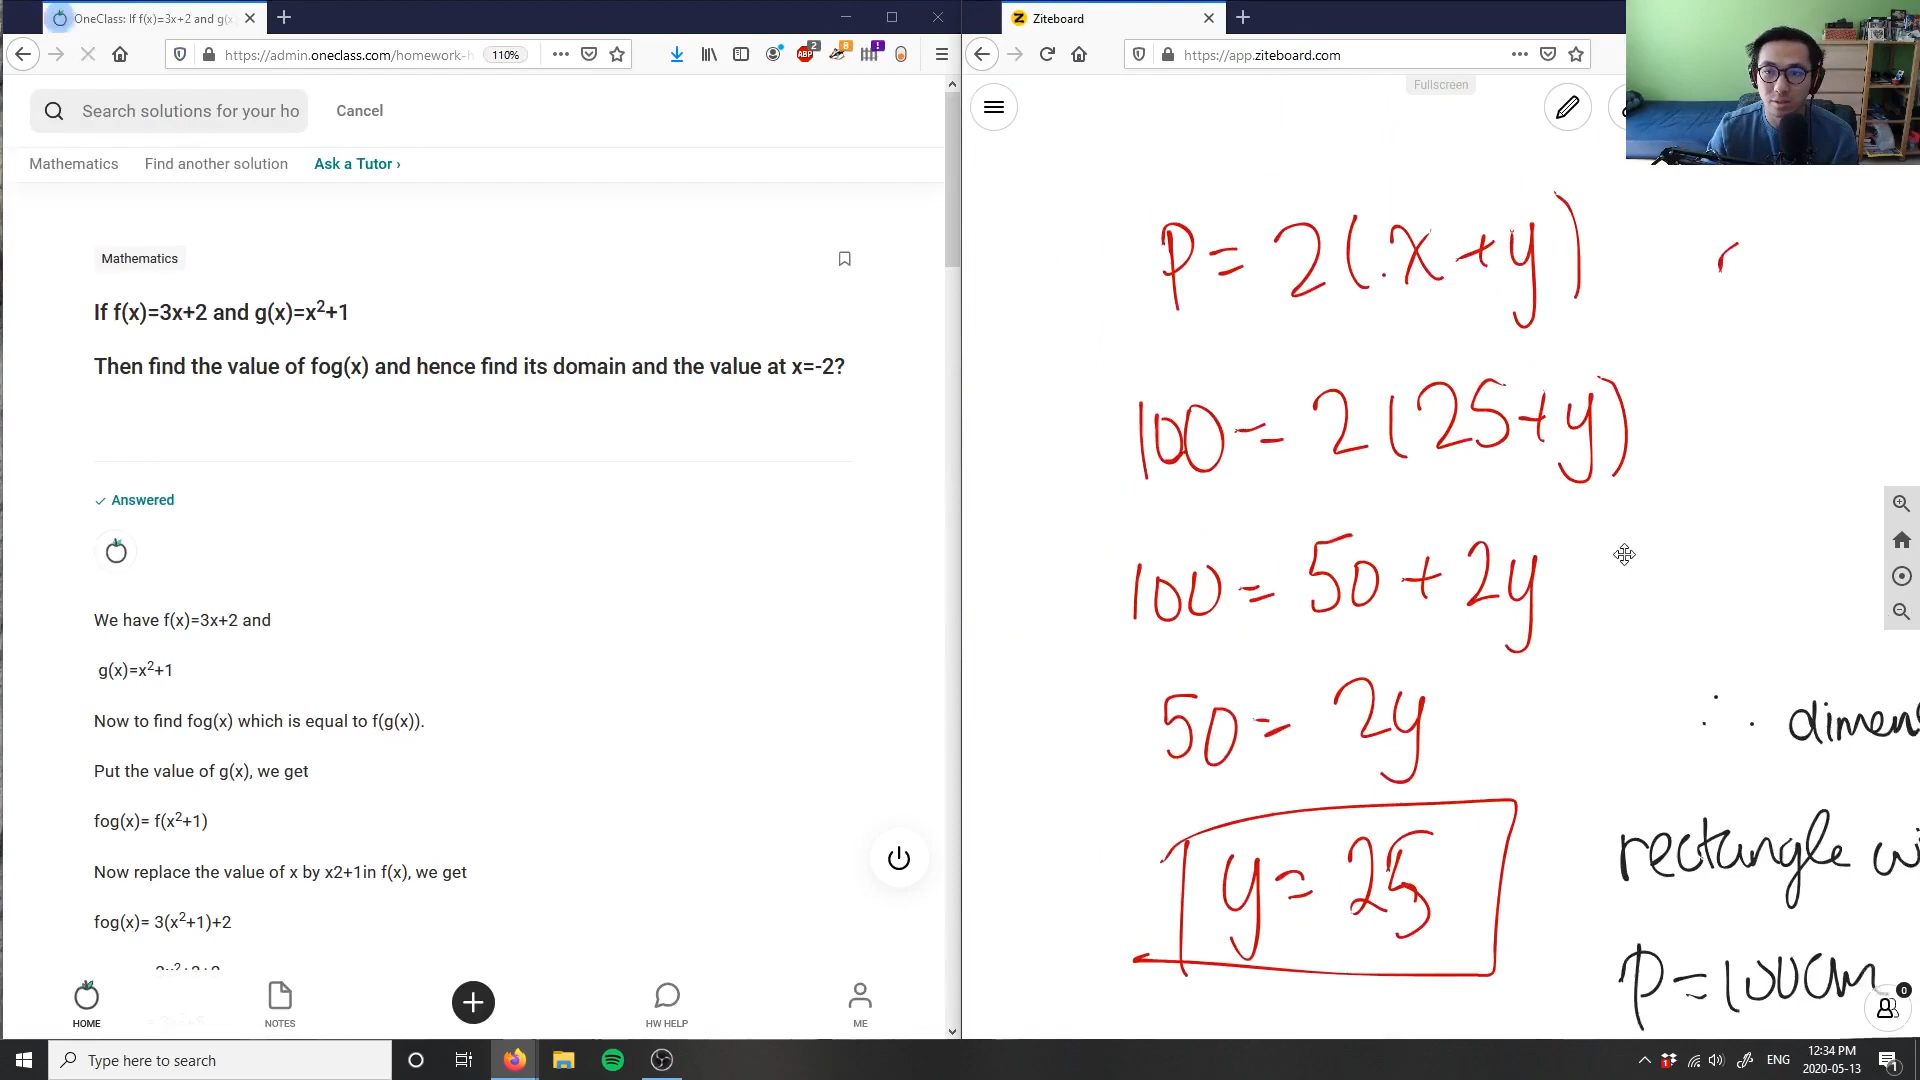 OneClass: If f(x)=3x+2 and g(x
Ziteboard
https://admin.oneclass.com/homework-h
110%
ABP
2
8
!
https://app.ziteboard.com
Fullscreen
Search solutions for your ho
Cancel
Mathematics
Find another solution
Ask a Tutor ›
Mathematics
If f(x)=3x+2 and g(x)=x²+1
Then find the value of fog(x) and hence find its domain and the value at x=-2?
✓ Answered
We have f(x)=3x+2 and
g(x)=x²+1
Now to find fog(x) which is equal to f(g(x)).
Put the value of g(x), we get
fog(x)= f(x²+1)
Now replace the value of x by x2+1in f(x), we get
fog(x)= 3(x²+1)+2
HOME
NOTES
HW HELP
ME
P = 2(x+y)
100 = 2(25+y)
100 = 50 + 2y
50 = 2y
y = 25
∴ dimen
rectangle wi
P = 100cm
0
Type here to search
ENG
12:34 PM
2020-05-13
1